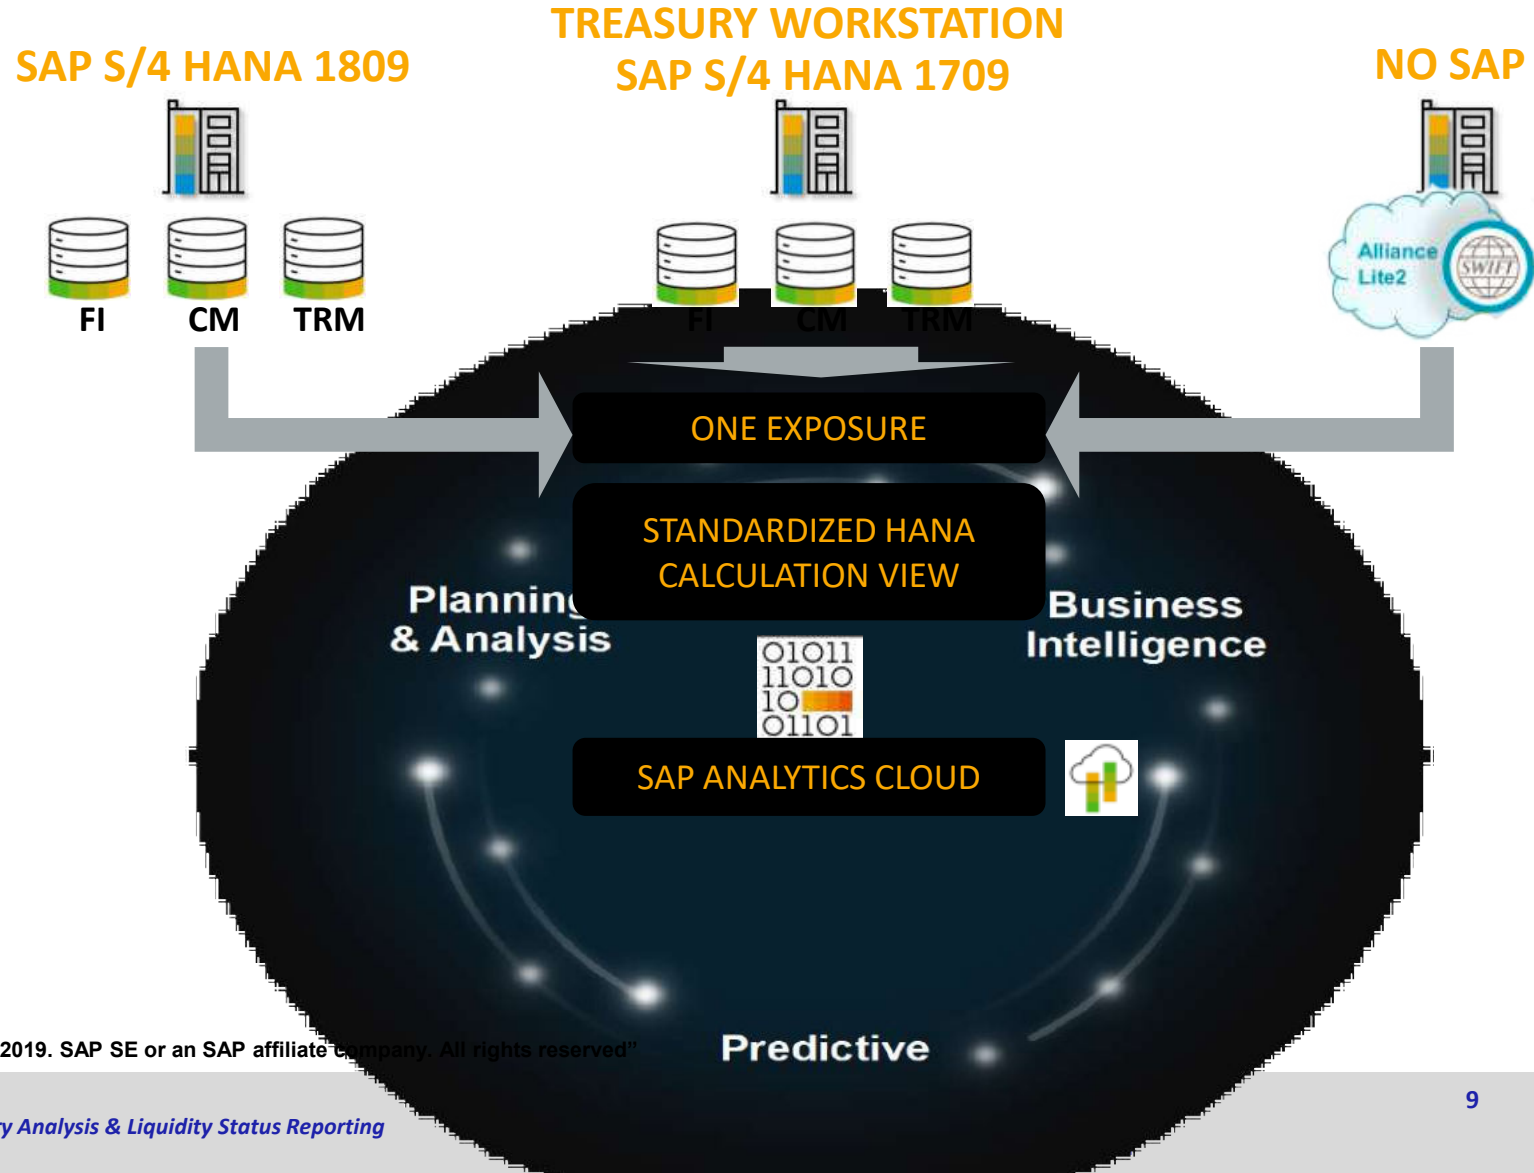 TREASURY WORKSTATION
SAP S/4 HANA 1809
SAP S/4 HANA 1709
NO SAP
Alliance
Lite2
SWIFT
FI
CM
TRM
FI
CM
TRM
ONE EXPOSURE
STANDARDIZED HANA
CALCULATION VIEW
Planning
& Analysis
Business
Intelligence
01011
11010
10
01101
SAP ANALYTICS CLOUD
Predictive
2019. SAP SE or an SAP affiliate company. All rights reserved”
9
y Analysis & Liquidity Status Reporting